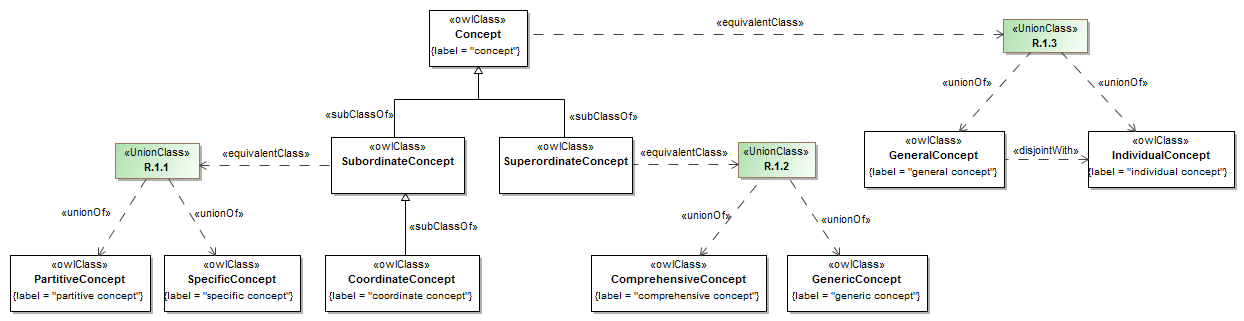 «owlClass»
Concept
{label = "concept"}
«equivalentClass»
«UnionClass»
R.1.3
«unionOf»
«unionOf»
«subClassOf»
«subClassOf»
«owlClass»
GeneralConcept
{label = "general concept"}
«disjointWith»
«owlClass»
IndividualConcept
{label = "individual concept"}
«UnionClass»
R.1.1
«equivalentClass»
«owlClass»
SubordinateConcept
«owlClass»
SuperordinateConcept
«equivalentClass»
«UnionClass»
R.1.2
«unionOf»
«unionOf»
«subClassOf»
«unionOf»
«unionOf»
«owlClass»
PartitiveConcept
{label = "partitive concept"}
«owlClass»
SpecificConcept
{label = "specific concept"}
«owlClass»
CoordinateConcept
{label = "coordinate concept"}
«owlClass»
ComprehensiveConcept
{label = "comprehensive concept"}
«owlClass»
GenericConcept
{label = "generic concept"}